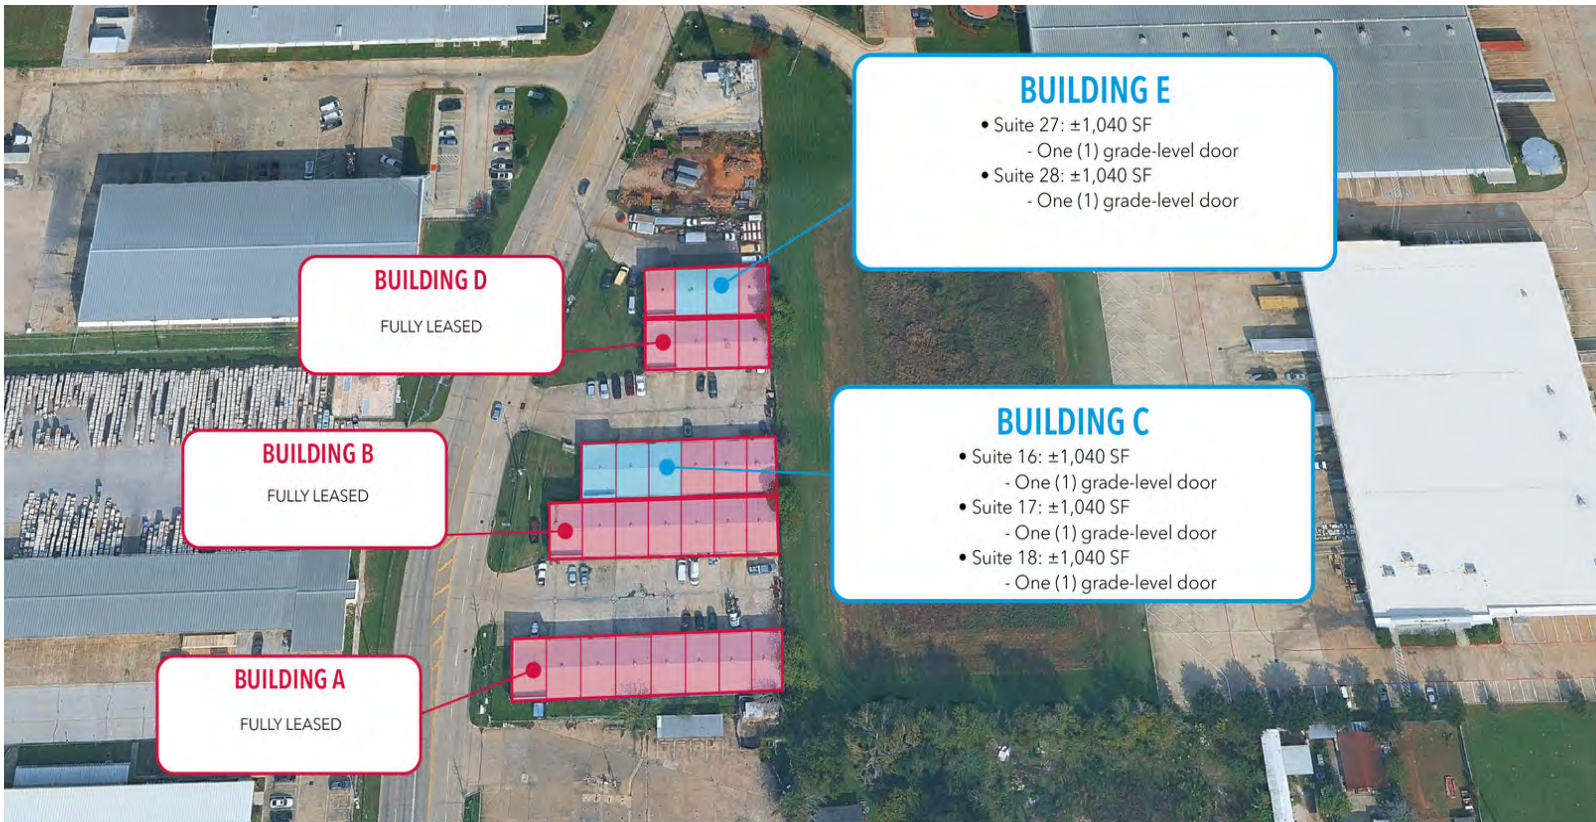 BUILDING E
• Suite 27: ±1,040 SF
- One (1) grade-level door
• Suite 28: ±1,040 SF
- One (1) grade-level door
BUILDING D
FULLY LEASED
BUILDING C
• Suite 16: ±1,040 SF
- One (1) grade-level door
• Suite 17: ±1,040 SF
- One (1) grade-level door
• Suite 18: ±1,040 SF
- One (1) grade-level door
BUILDING B
FULLY LEASED
BUILDING A
FULLY LEASED